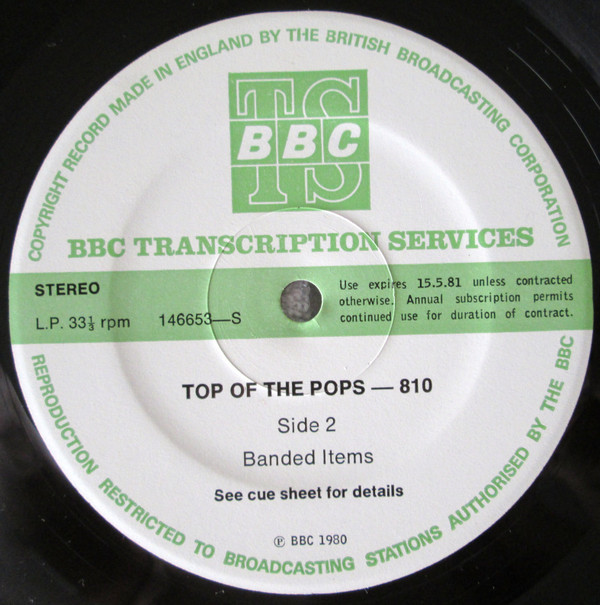 COPYRIGHT RECORD MADE IN ENGLAND BY THE BRITISH BROADCASTING CORPORATION
TS
BBC
BBC TRANSCRIPTION SERVICES
STEREO
L.P. 33⅓ rpm
146653—S
Use expires 15.5.81 unless contracted
otherwise. Annual subscription permits
continued use for duration of contract.
TOP OF THE POPS — 810
Side 2
Banded Items
See cue sheet for details
℗ BBC 1980
REPRODUCTION RESTRICTED TO BROADCASTING STATIONS AUTHORISED BY THE BBC